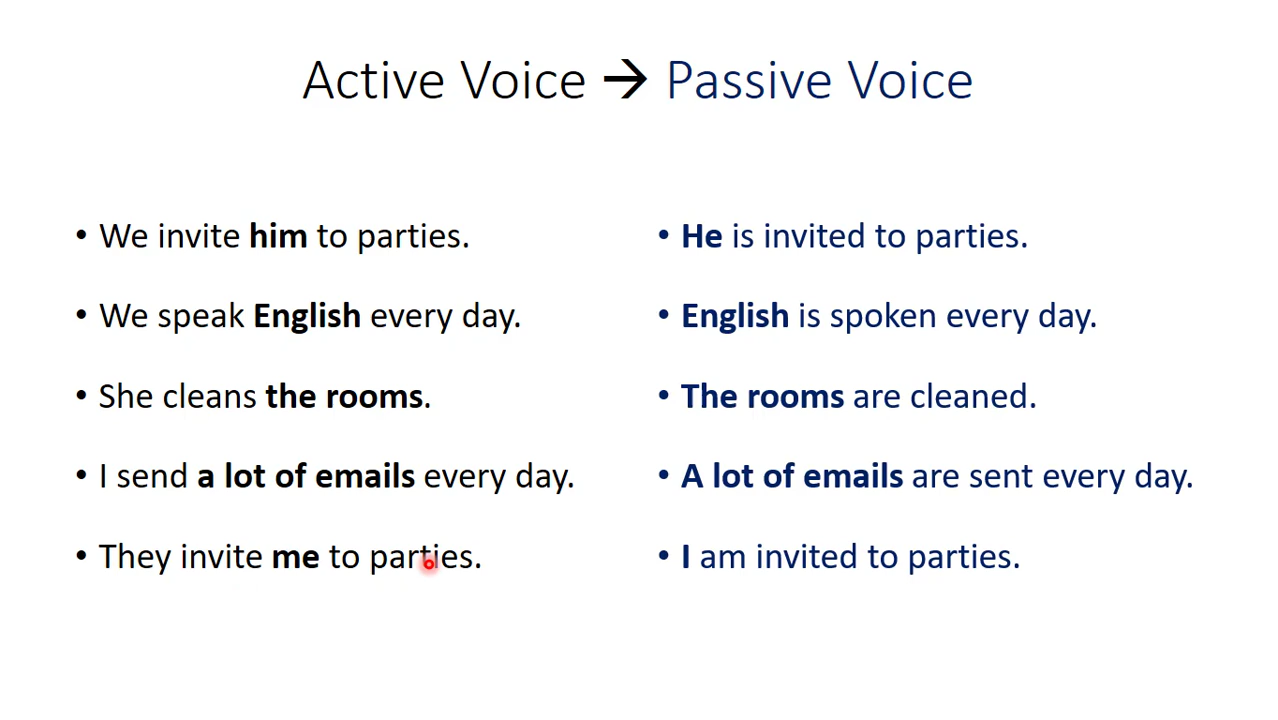 Active Voice → Passive Voice
• We invite him to parties.
• We speak English every day.
• She cleans the rooms.
• I send a lot of emails every day.
• They invite me to parties.
• He is invited to parties.
• English is spoken every day.
• The rooms are cleaned.
• A lot of emails are sent every day.
• I am invited to parties.